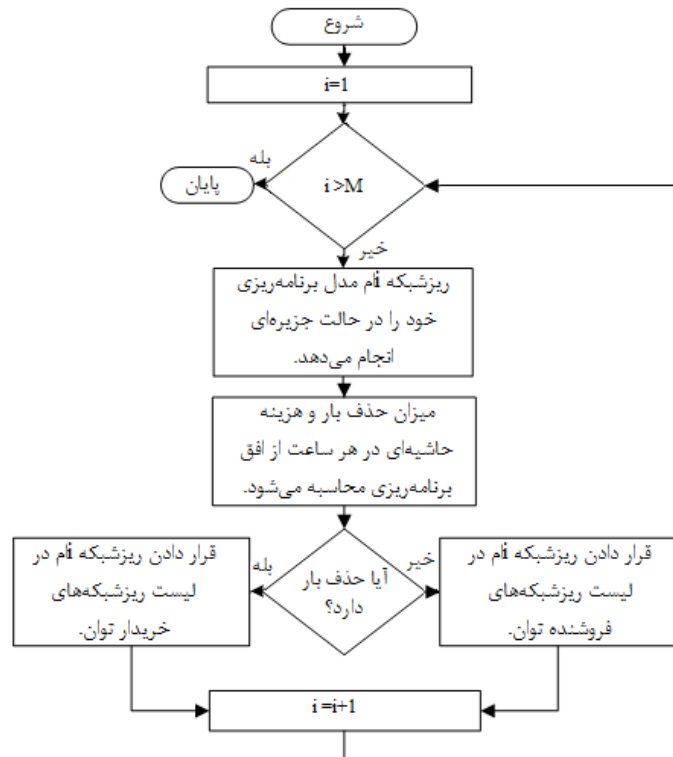 شروع
i=1
i >M
بله
پایان
خیر
ریزشبکه iام مدل برنامه‌ریزی
خود را در حالت جزیره‌ای
انجام می‌دهد.
میزان حذف بار و هزینه
حاشیه‌ای در هر ساعت از افق
برنامه‌ریزی محاسبه می‌شود.
آیا حذف بار
دارد؟
خیر
بله
قرار دادن ریزشبکه iام در
لیست ریزشبکه‌های
فروشنده توان.
قرار دادن ریزشبکه iام در
لیست ریزشبکه‌های
خریدار توان.
i =i+1